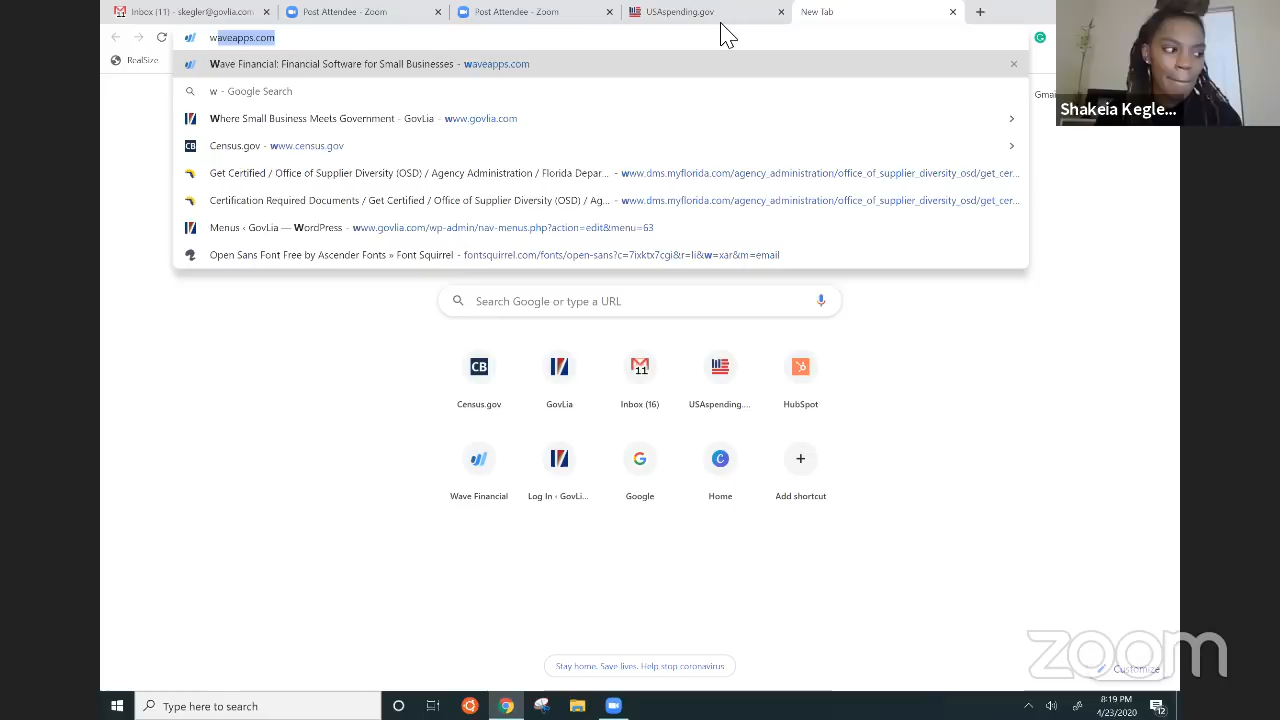 Inbox (11) - skegler@govlia.com
Post Attendee - Zoom
Post Attendee - Zoom
USAspending.gov
New Tab
waveapps.com
RealSize
Gmai
Wave Financial: Financial Software for Small Businesses - waveapps.com
w - Google Search
Where Small Business Meets Government - GovLia - www.govlia.com
Census.gov - www.census.gov
Get Certified / Office of Supplier Diversity (OSD) / Agency Administration / Florida Depar... - www.dms.myflorida.com/agency_administration/office_of_supplier_diversity_osd/get_cer...
Certification Required Documents / Get Certified / Office of Supplier Diversity (OSD) / Ag... - www.dms.myflorida.com/agency_administration/office_of_supplier_diversity_osd/get_cer...
Menus ‹ GovLia — WordPress - www.govlia.com/wp-admin/nav-menus.php?action=edit&menu=63
Open Sans Font Free by Ascender Fonts » Font Squirrel - fontsquirrel.com/fonts/open-sans?c=7ixktx7cgi&r=li&w=xar&m=email
Shakeia Kegle...
Search Google or type a URL
CB
11
Census.gov
GovLia
Inbox (16)
USAspending....
HubSpot
Wave Financial
Log In ‹ GovLi...
Google
Home
Add shortcut
Stay home. Save lives. Help stop coronavirus
Customize
zoom
Type here to search
8:19 PM
4/23/2020
12